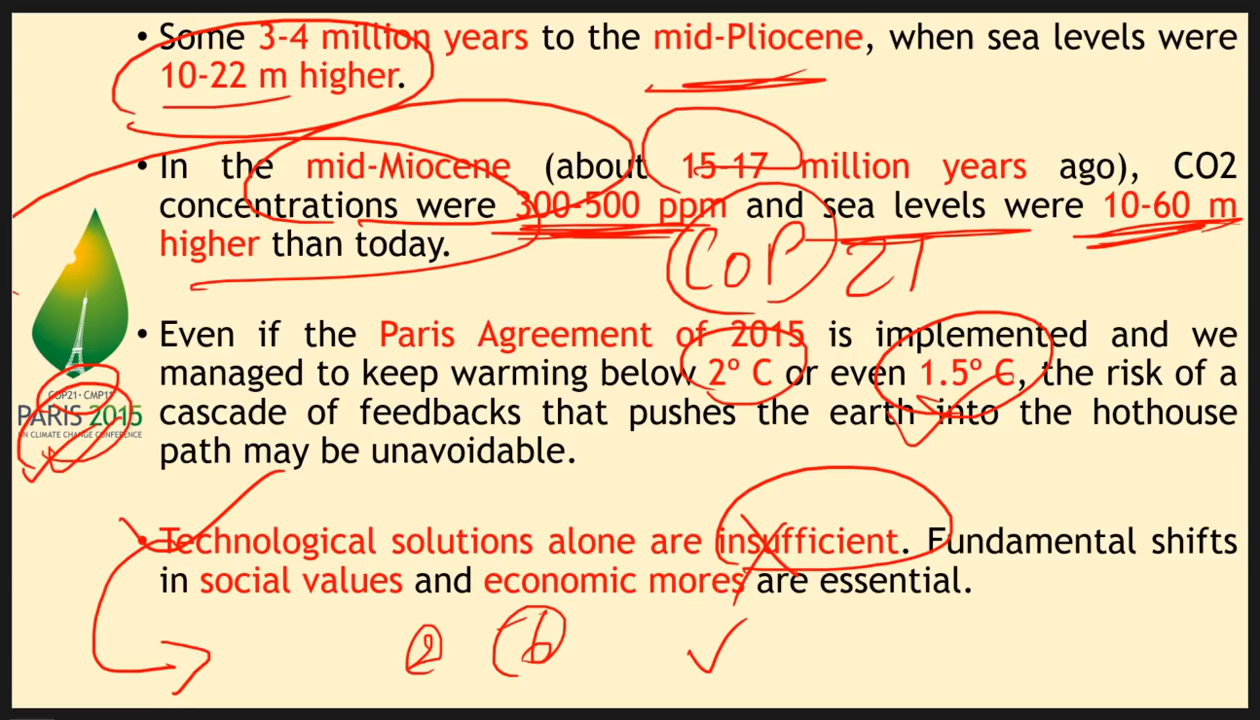 • Some 3-4 million years to the mid-Pliocene, when sea levels were
10-22 m higher.
• In the mid-Miocene (about 15-17 million years ago), CO2
concentrations were 300-500 ppm and sea levels were 10-60 m
higher than today.
CoP 21
• Even if the Paris Agreement of 2015 is implemented and we
managed to keep warming below 2° C or even 1.5° C, the risk of a
cascade of feedbacks that pushes the earth into the hothouse
path may be unavoidable.
COP21·CMP11
PARIS 2015
UN CLIMATE CHANGE CONFERENCE
• Technological solutions alone are insufficient. Fundamental shifts
in social values and economic mores are essential.
b